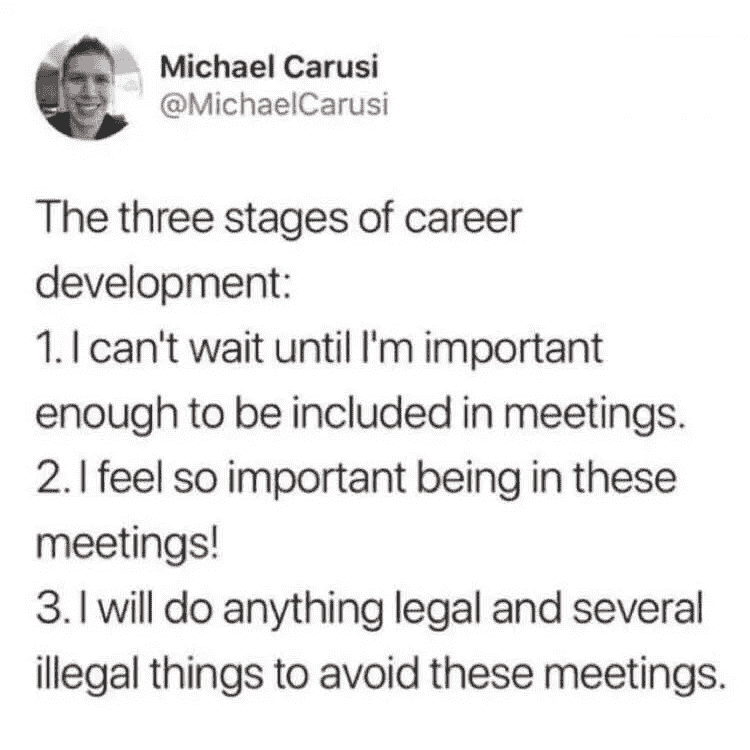 Michael Carusi
@MichaelCarusi
The three stages of career
development:
1. I can't wait until I'm important
enough to be included in meetings.
2. I feel so important being in these
meetings!
3. I will do anything legal and several
illegal things to avoid these meetings.